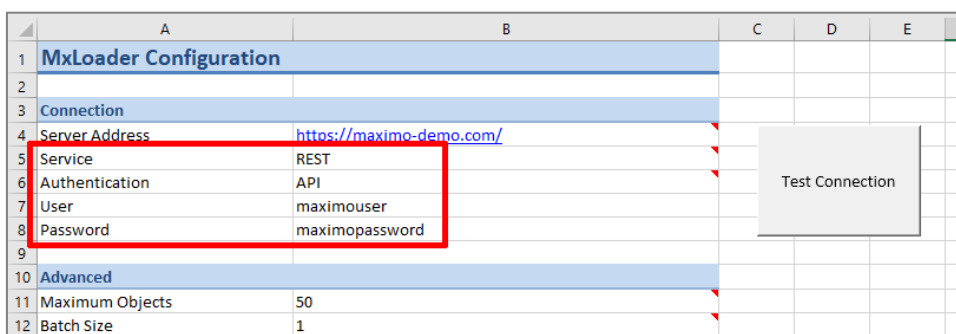 A B C D E
1 MxLoader Configuration
2
3 Connection
4 Server Address https://maximo-demo.com/
5 Service REST
6 Authentication API Test Connection
7 User maximouser
8 Password maximopassword
9
10 Advanced
11 Maximum Objects 50
12 Batch Size 1